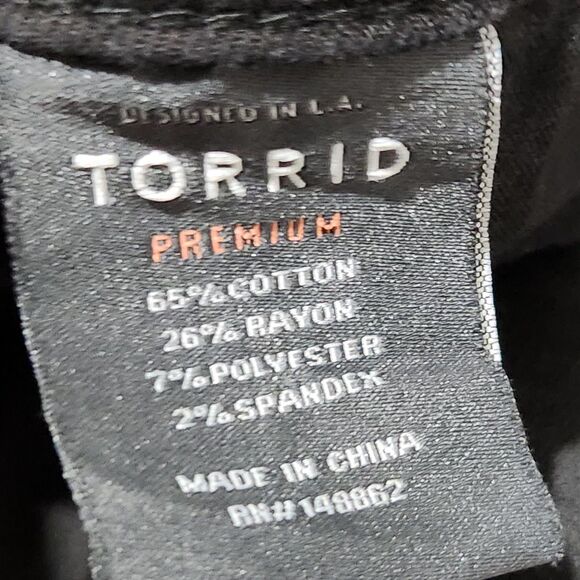 DESIGNED IN L.A.
TORRID
PREMIUM
65% COTTON
26% RAYON
7% POLYESTER
2% SPANDEX
MADE IN CHINA
RN# 148862